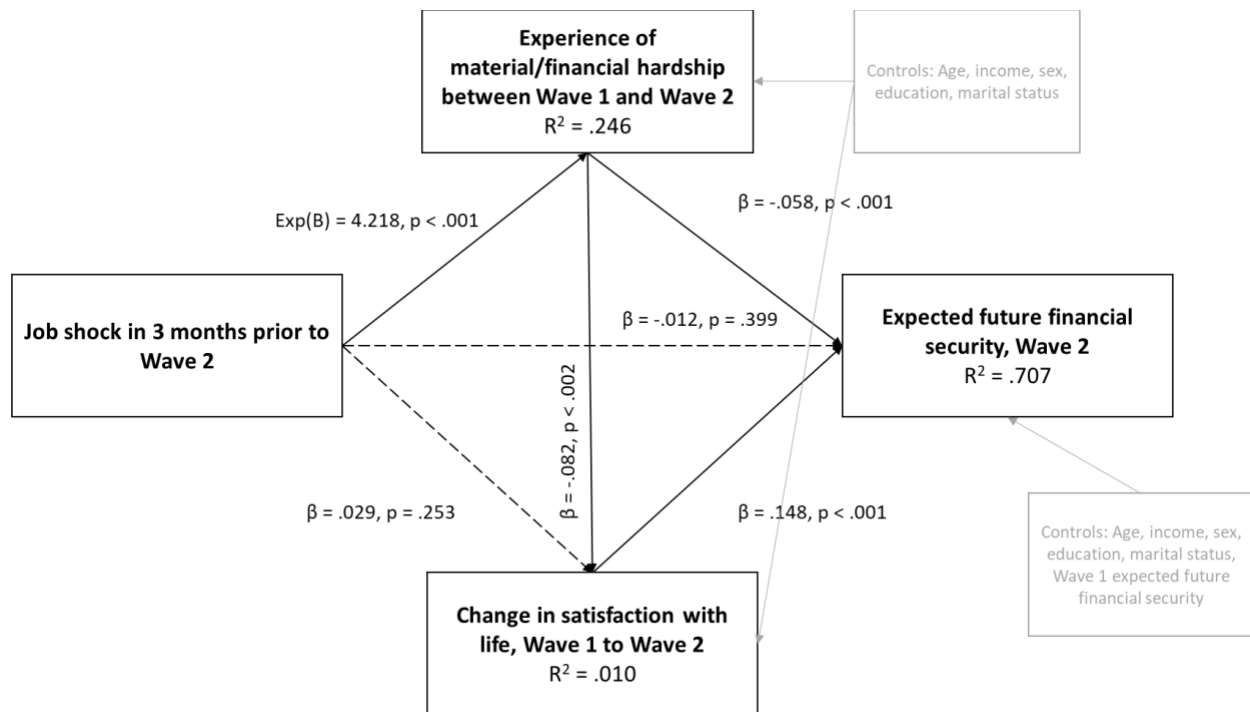 Experience of
material/financial hardship
between Wave 1 and Wave 2
R² = .246
Controls: Age, income, sex,
education, marital status
Exp(B) = 4.218, p < .001
β = -.058, p < .001
Job shock in 3 months prior to
Wave 2
β = -.012, p = .399
Expected future financial
security, Wave 2
R² = .707
β = -.082, p < .002
β = .029, p = .253
β = .148, p < .001
Controls: Age, income, sex,
education, marital status,
Wave 1 expected future
financial security
Change in satisfaction with
life, Wave 1 to Wave 2
R² = .010